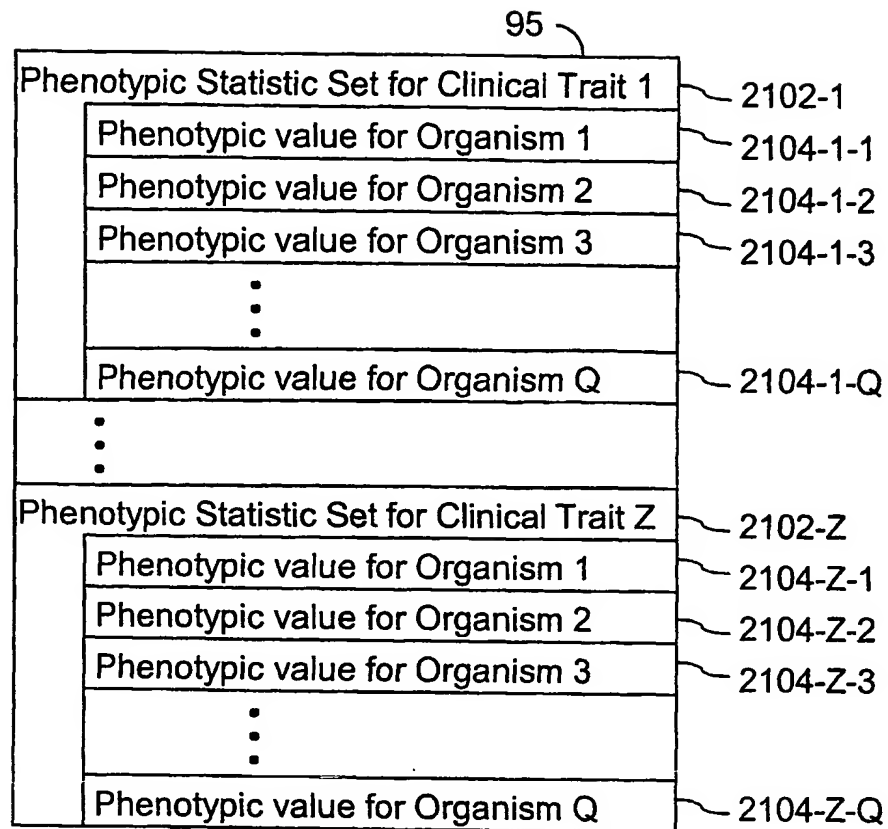 95
Phenotypic Statistic Set for Clinical Trait 1 2102-1
Phenotypic value for Organism 1 2104-1-1
Phenotypic value for Organism 2 2104-1-2
Phenotypic value for Organism 3 2104-1-3
Phenotypic value for Organism Q 2104-1-Q
Phenotypic Statistic Set for Clinical Trait Z 2102-Z
Phenotypic value for Organism 1 2104-Z-1
Phenotypic value for Organism 2 2104-Z-2
Phenotypic value for Organism 3 2104-Z-3
Phenotypic value for Organism Q 2104-Z-Q